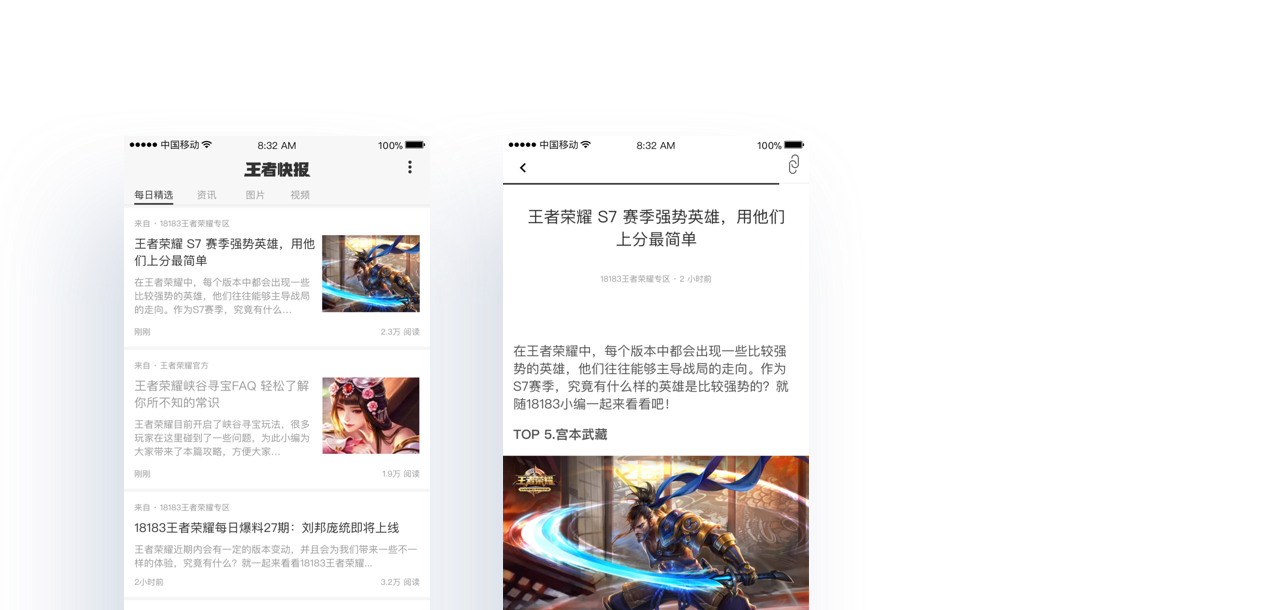 中国移动
8:32 AM
100%
王者快报
每日精选 资讯 图片 视频
来自 · 18183王者荣耀专区
王者荣耀 S7 赛季强势英雄，用他
们上分最简单
在王者荣耀中，每个版本中都会出现一些
比较强势的英雄，他们往往能够主导战局
的走向。作为S7赛季，究竟有什么...
刚刚
2.3万 阅读
来自 · 王者荣耀官方
王者荣耀峡谷寻宝FAQ 轻松了解
你所不知的常识
王者荣耀目前开启了峡谷寻宝玩法，很多
玩家在这里碰到了一些问题，为此小编为
大家带来了本篇攻略，方便大家...
刚刚
1.9万 阅读
来自 · 18183王者荣耀专区
18183王者荣耀每日爆料27期：刘邦庞统即将上线
王者荣耀近期内会有一定的版本变动，并且会为我们带来一些不一
样的体验，究竟有什么？就一起来看看18183王者荣耀...
2小时前
3.2万 阅读
中国移动
8:32 AM
100%
王者荣耀 S7 赛季强势英雄，用他们
上分最简单
18183王者荣耀专区 · 2 小时前
在王者荣耀中，每个版本中都会出现一些比较强
势的英雄，他们往往能够主导战局的走向。作为
S7赛季，究竟有什么样的英雄是比较强势的？就
随18183小编一起来看看吧！
TOP 5.宫本武藏
王者荣耀